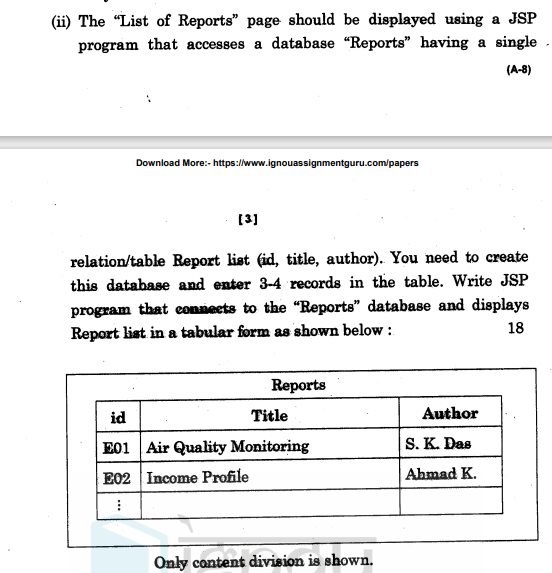 (ii) The “List of Reports” page should be displayed using a JSP
program that accesses a database “Reports” having a single
(A-8)
Download More:- https://www.ignouassignmentguru.com/papers
[3]
relation/table Report list (id, title, author). You need to create
this database and enter 3-4 records in the table. Write JSP
program that connects to the “Reports” database and displays
Report list in a tabular form as shown below : 18
Reports
id Title Author
E01 Air Quality Monitoring S. K. Das
E02 Income Profile Ahmad K.
⋮
Only content division is shown.
ignou